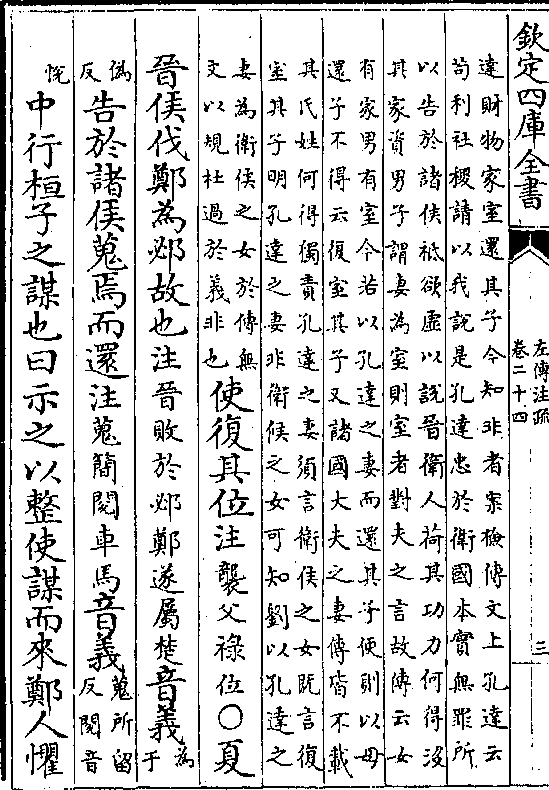 欽定四庫全書
左傳注疏
卷二十四
三
達財物家室還其子今知非者案檢傳文上孔達云
苟利社稷請以我說是孔達忠於衛國本實無罪所
以告於諸侯祗欲虛以說晉衛人荷其功力何得沒
其家資男子謂妻為室則室者對夫之言故傳云女
有家男有室今若以孔達之妻而還其子便則以母
還子不得云復室其子又諸國大夫之妻傳皆不載
其氏姓何得獨責孔達之妻須言衛侯之女既言復
室其子明孔達之妻非衛侯之女可知劉以孔達之
妻為衛侯之女於傳無
文以規杜過於義非也
使復其位注襲父祿位〇夏
晉侯伐鄭為邲故也注晉敗於邲鄭遂屬楚音義
為
于
偽
反
告於諸侯蒐焉而還注蒐簡閱車馬音義
蒐所留
反閱音
悅
中行桓子之謀也曰示之以整使謀而來鄭人懼